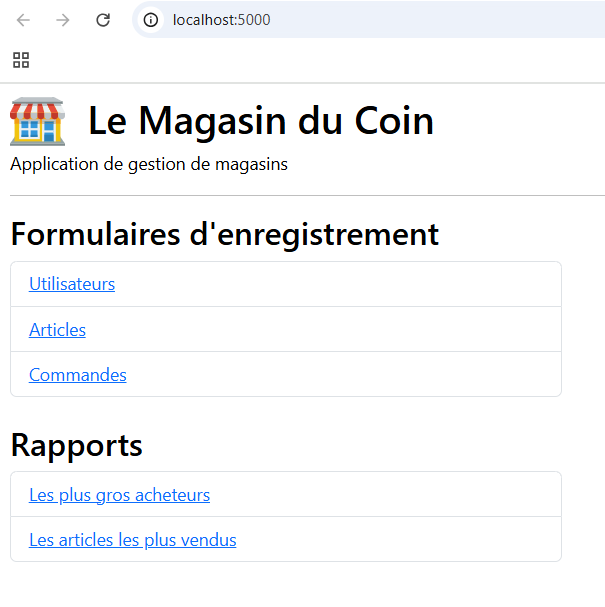 localhost:5000
Le Magasin du Coin
Application de gestion de magasins
Formulaires d'enregistrement
Utilisateurs
Articles
Commandes
Rapports
Les plus gros acheteurs
Les articles les plus vendus